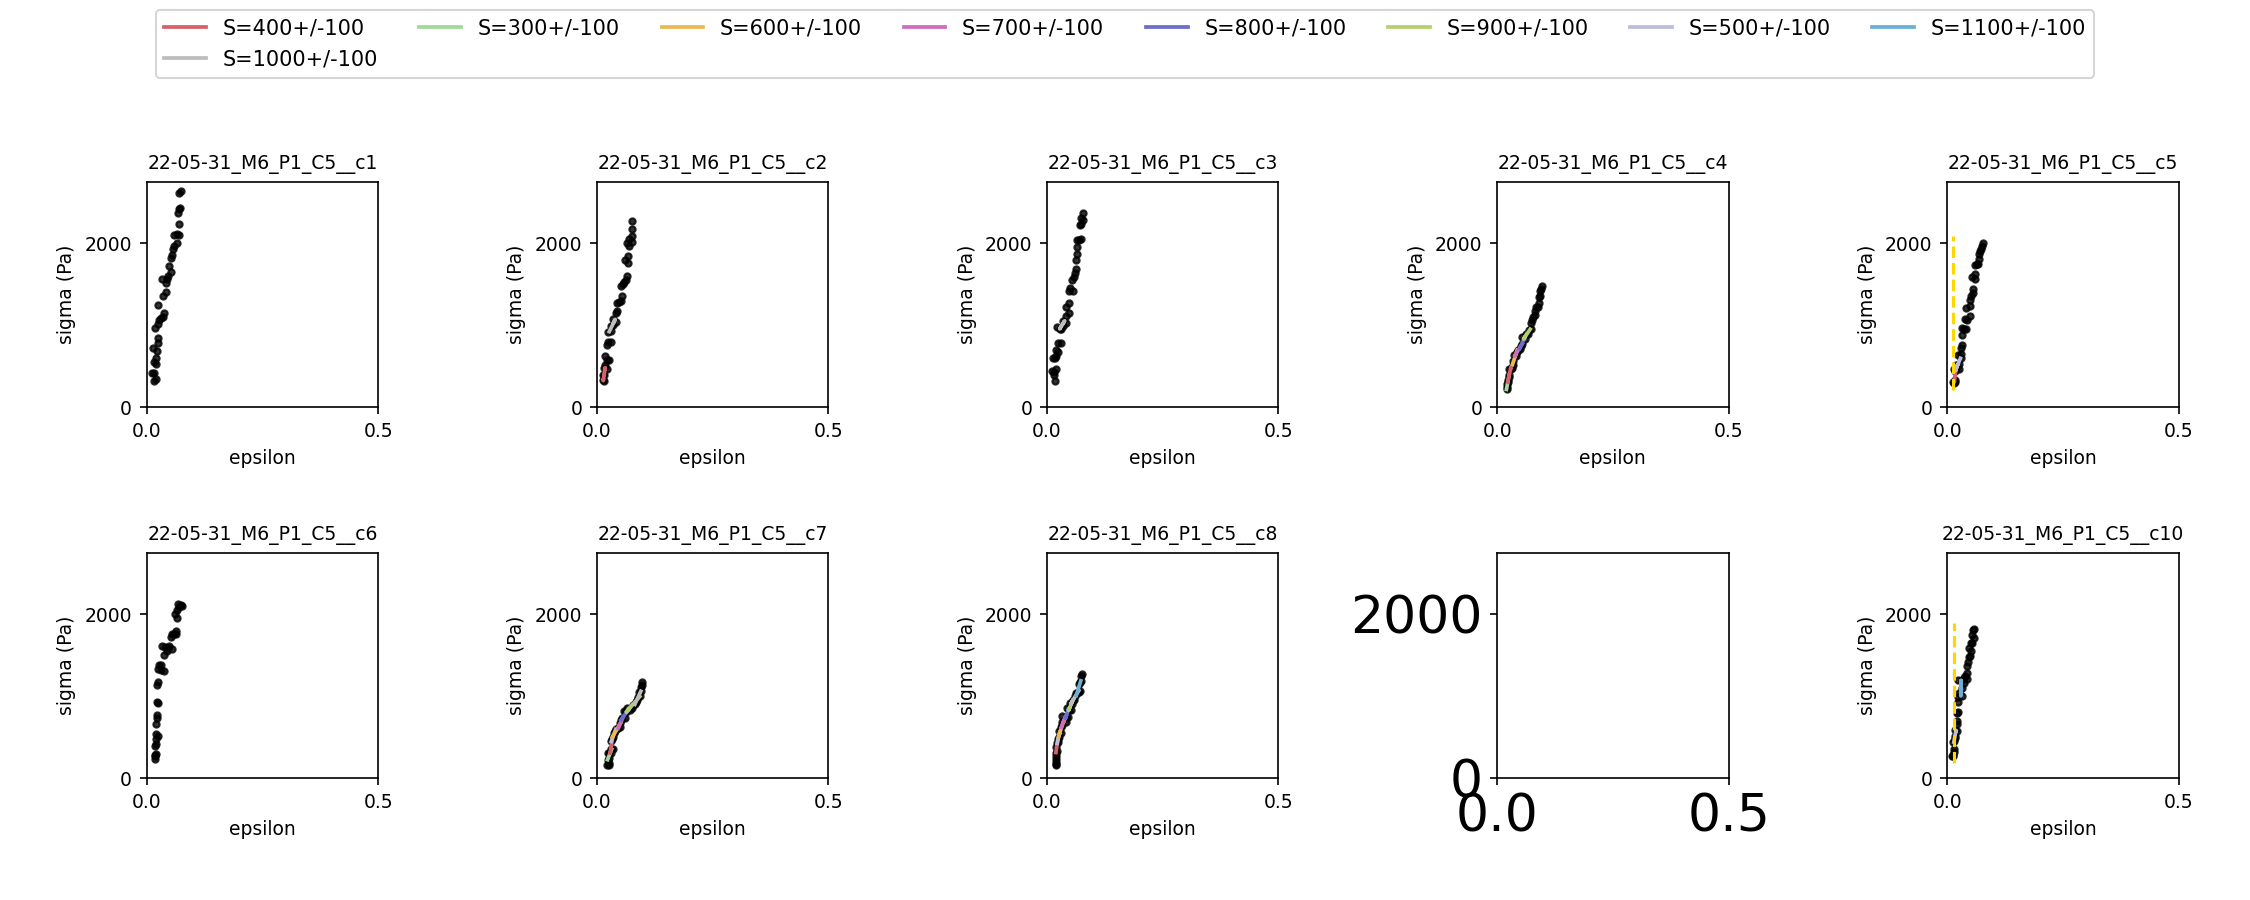 S=400+/-100 S=300+/-100 S=600+/-100 S=700+/-100 S=800+/-100 S=900+/-100 S=500+/-100 S=1100+/-100
S=1000+/-100
22-05-31_M6_P1_C5__c1
sigma (Pa)
2000
0
0.0 0.5
epsilon
22-05-31_M6_P1_C5__c2
sigma (Pa)
2000
0
0.0 0.5
epsilon
22-05-31_M6_P1_C5__c3
sigma (Pa)
2000
0
0.0 0.5
epsilon
22-05-31_M6_P1_C5__c4
sigma (Pa)
2000
0
0.0 0.5
epsilon
22-05-31_M6_P1_C5__c5
sigma (Pa)
2000
0
0.0 0.5
epsilon
22-05-31_M6_P1_C5__c6
sigma (Pa)
2000
0
0.0 0.5
epsilon
22-05-31_M6_P1_C5__c7
sigma (Pa)
2000
0
0.0 0.5
epsilon
22-05-31_M6_P1_C5__c8
sigma (Pa)
2000
0
0.0 0.5
epsilon
2000
0
0.0 0.5
22-05-31_M6_P1_C5__c10
sigma (Pa)
2000
0
0.0 0.5
epsilon